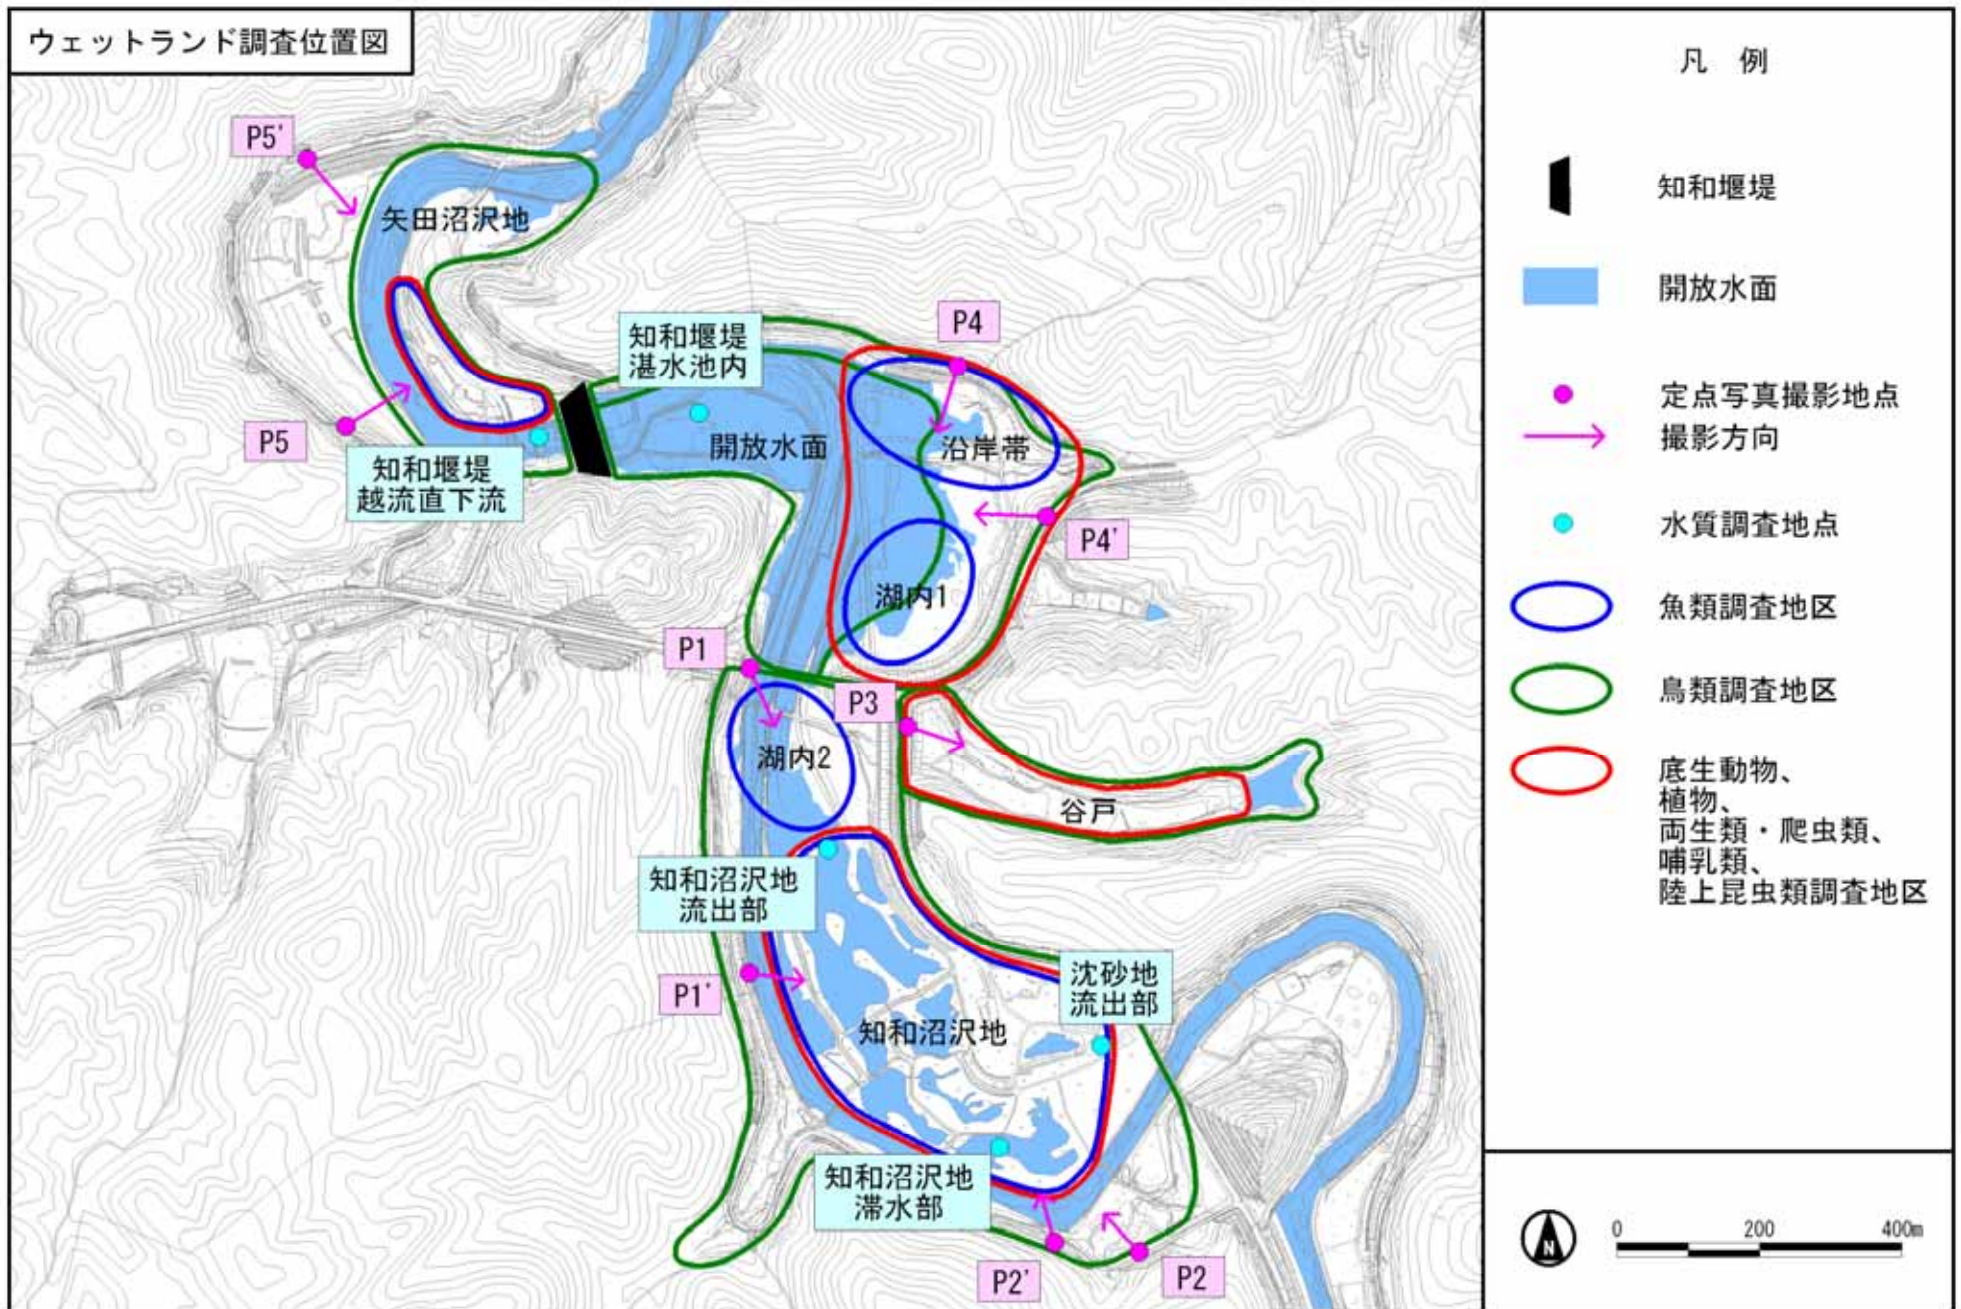 ウェットランド調査位置図
P5'
矢田沼沢地
P5
知和堰堤
越流直下流
知和堰堤
湛水池内
開放水面
P4
沿岸帯
P4'
湖内1
P1
P3
湖内2
谷戸
知和沼沢地
流出部
P1'
沈砂地
流出部
知和沼沢地
知和沼沢地
滞水部
P2'
P2
凡 例
知和堰堤
開放水面
定点写真撮影地点
撮影方向
水質調査地点
魚類調査地区
鳥類調査地区
底生動物、
植物、
両生類・爬虫類、
哺乳類、
陸上昆虫類調査地区
N
0 200 400m